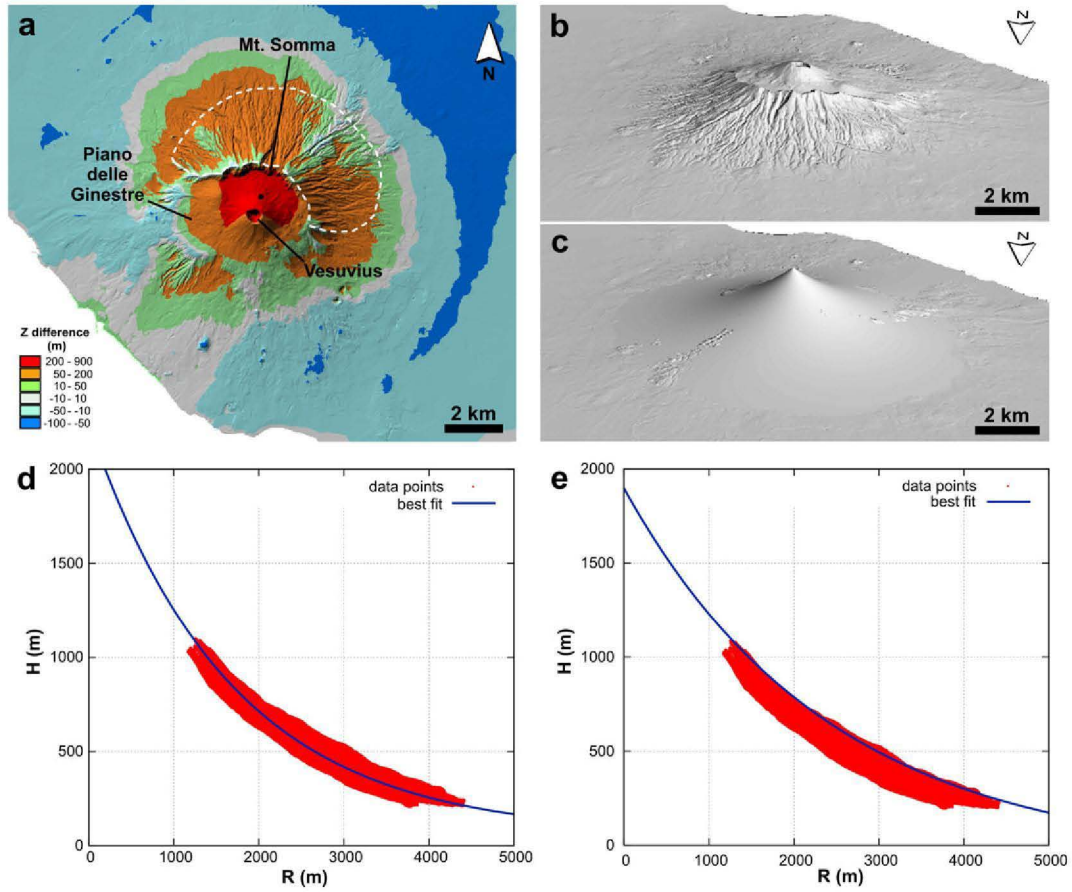 a
Mt. Somma
N
Piano
delle
Ginestre
Vesuvius
Z difference
(m)
200 - 900
50 - 200
10 - 50
-10 - 10
-50 - -10
-100 - -50
2 km
b
N
2 km
c
N
2 km
d
2000
1500
1000
500
0
H (m)
data points
best fit
0 1000 2000 3000 4000 5000
R (m)
e
2000
1500
1000
500
0
H (m)
data points
best fit
0 1000 2000 3000 4000 5000
R (m)